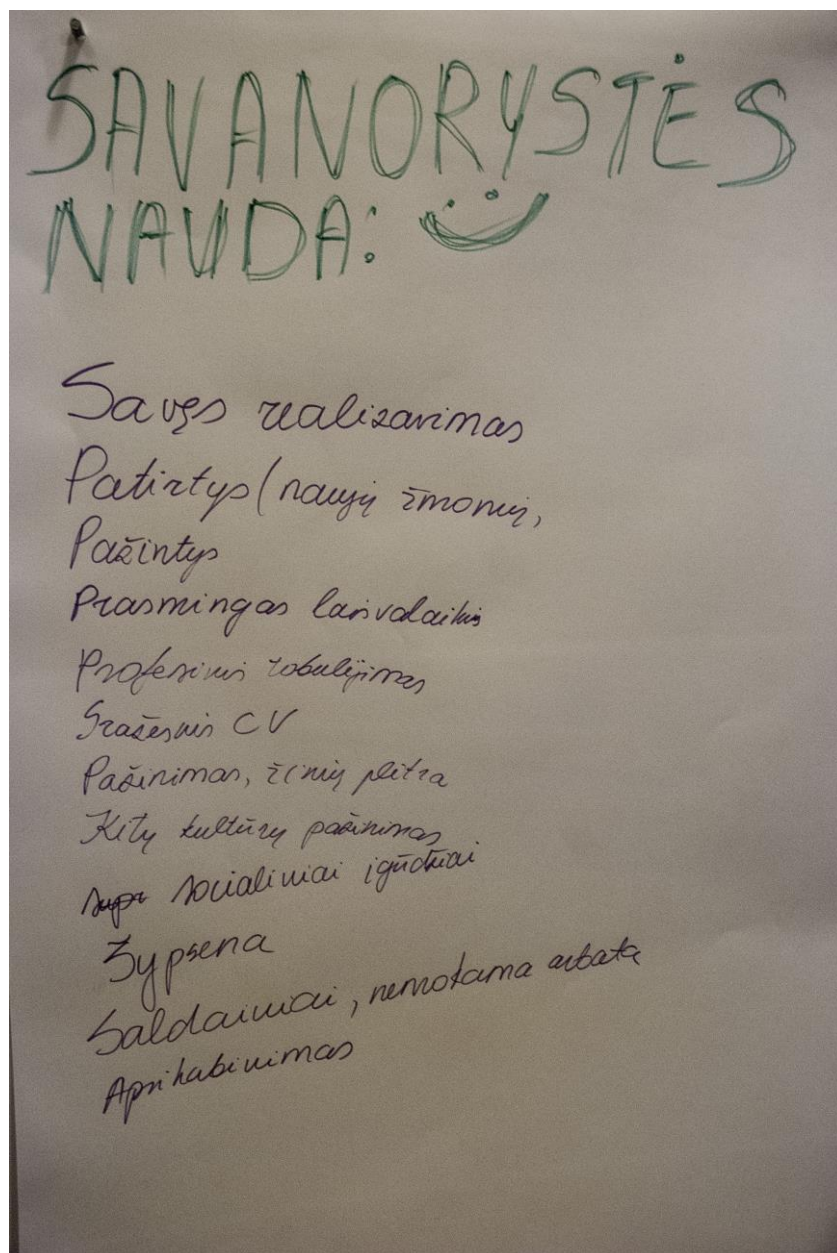 SAVANORYSTĖS
NAUDA:
Savęs realizavimas
Patirtys (naujų žmonių,
Pažintys
Prasmingas laisvalaikis
Profesinis tobulėjimas
Gražesnis CV
Pažinimas, žinių plėtra
Kitų kultūrų pažinimas
socialiniai įgūdžiai
Šypsena
Saldainiai, nemokama arbata
Apsikabinimas